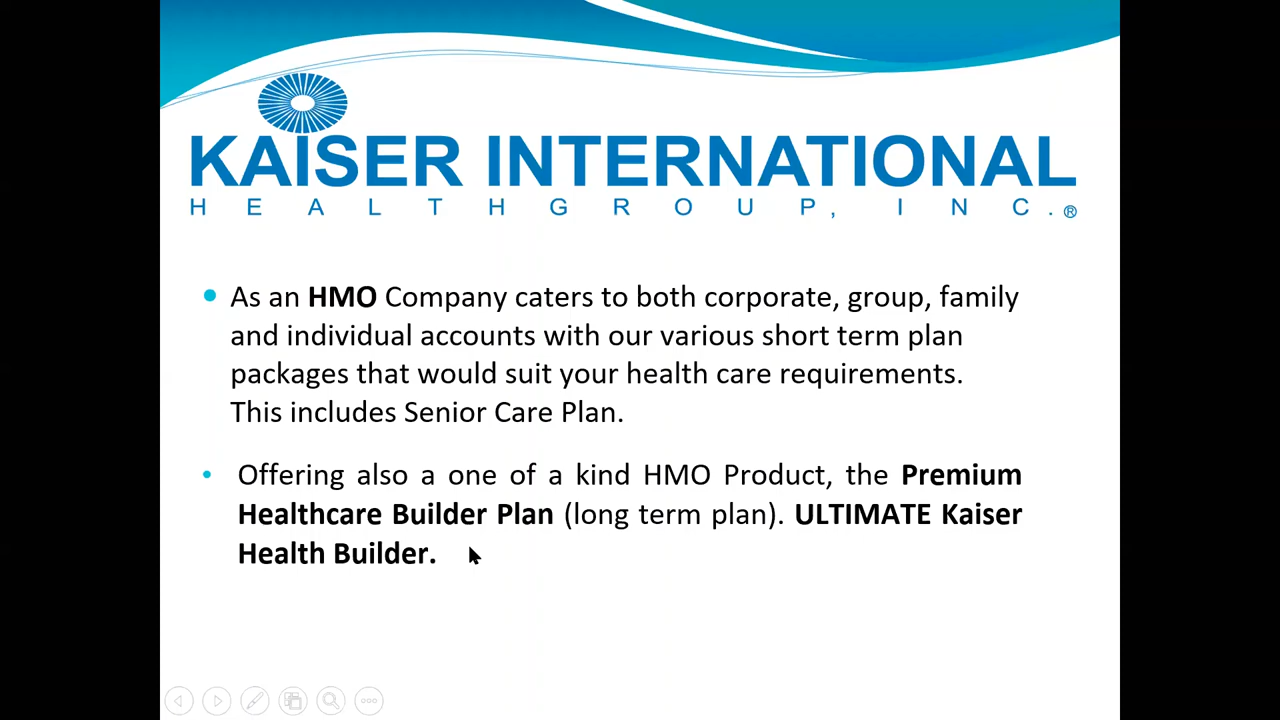 KAISER INTERNATIONAL
HEALTHGROUP, INC.®
As an HMO Company caters to both corporate, group, family
and individual accounts with our various short term plan
packages that would suit your health care requirements.
This includes Senior Care Plan.
Offering also a one of a kind HMO Product, the Premium
Healthcare Builder Plan (long term plan). ULTIMATE Kaiser
Health Builder.